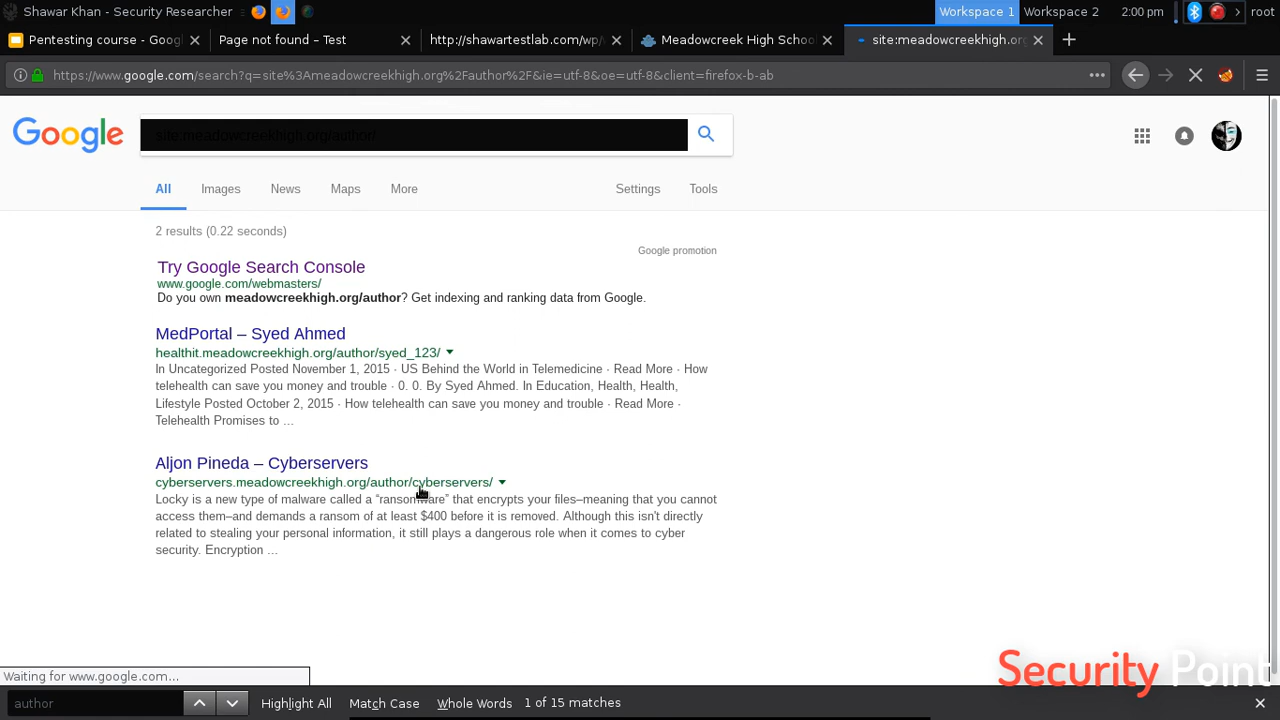 Shawar Khan - Security Researcher
Workspace 1 Workspace 2 2:00 pm root
Pentesting course - Goog
Page not found – Test
http://shawartestlab.com/wp/
Meadowcreek High School
site:meadowcreekhigh.org
https://www.google.com/search?q=site%3Ameadowcreekhigh.org%2Fauthor%2F&ie=utf-8&oe=utf-8&client=firefox-b-ab
Google
site:meadowcreekhigh.org/author/
All Images News Maps More Settings Tools
2 results (0.22 seconds)
Google promotion
Try Google Search Console
www.google.com/webmasters/
Do you own meadowcreekhigh.org/author? Get indexing and ranking data from Google.
MedPortal – Syed Ahmed
healthit.meadowcreekhigh.org/author/syed_123/
In Uncategorized Posted November 1, 2015 · US Behind the World in Telemedicine · Read More · How
telehealth can save you money and trouble · 0. 0. By Syed Ahmed. In Education, Health, Health,
Lifestyle Posted October 2, 2015 · How telehealth can save you money and trouble · Read More ·
Telehealth Promises to ...
Aljon Pineda – Cyberservers
cyberservers.meadowcreekhigh.org/author/cyberservers/
Locky is a new type of malware called a “ransomware” that encrypts your files–meaning that you cannot
access them–and demands a ransom of at least $400 before it is removed. Although this isn't directly
related to stealing your personal information, it still plays a dangerous role when it comes to cyber
security. Encryption ...
Security Point
Waiting for www.google.com...
author Highlight All Match Case Whole Words 1 of 15 matches